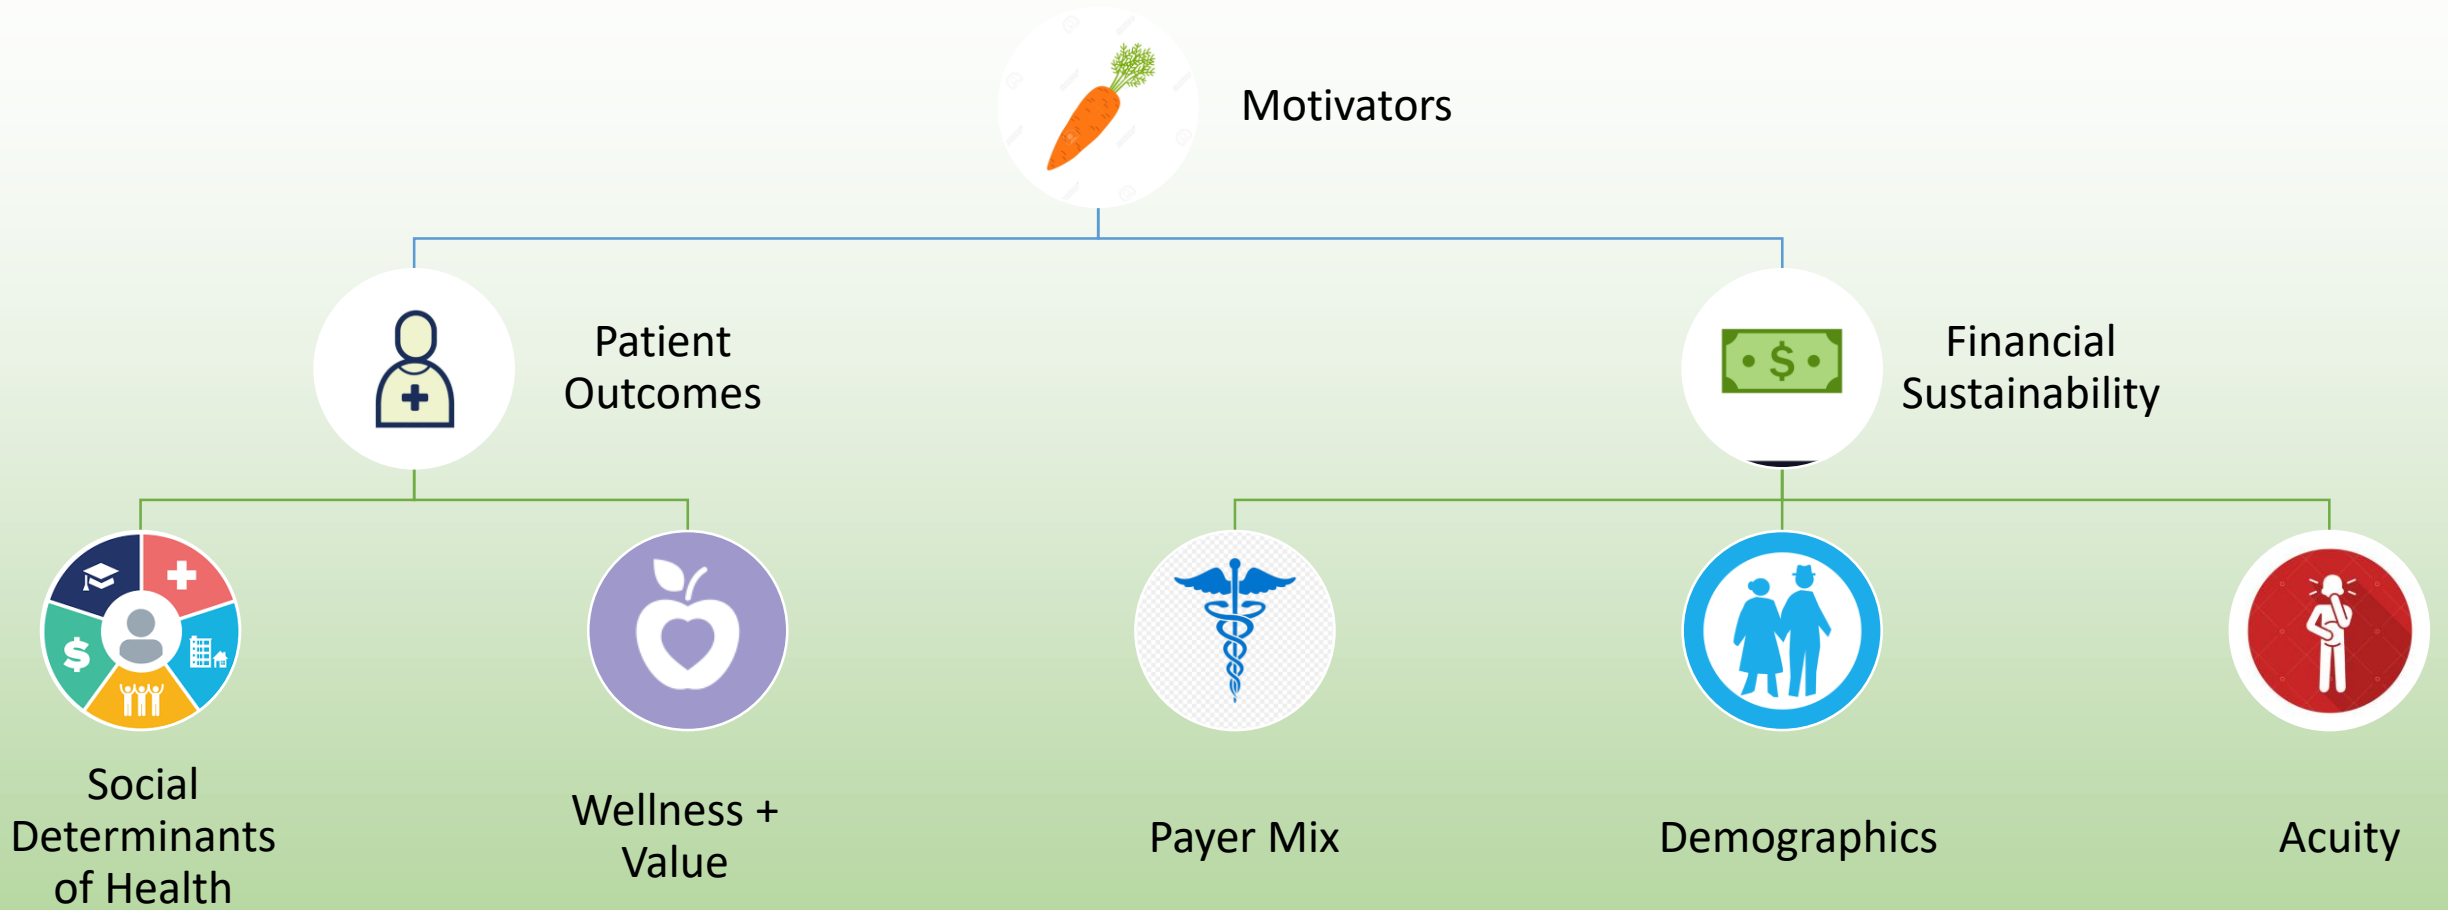 Motivators
Patient
Outcomes
Financial
Sustainability
Social
Determinants
of Health
Wellness +
Value
Payer Mix
Demographics
Acuity